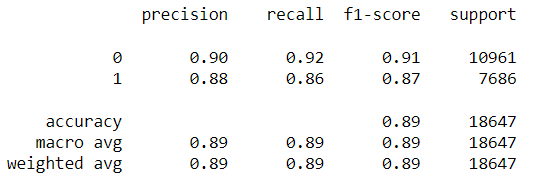 precision recall f1-score support
0 0.90 0.92 0.91 10961
1 0.88 0.86 0.87 7686
accuracy 0.89 18647
macro avg 0.89 0.89 0.89 18647
weighted avg 0.89 0.89 0.89 18647